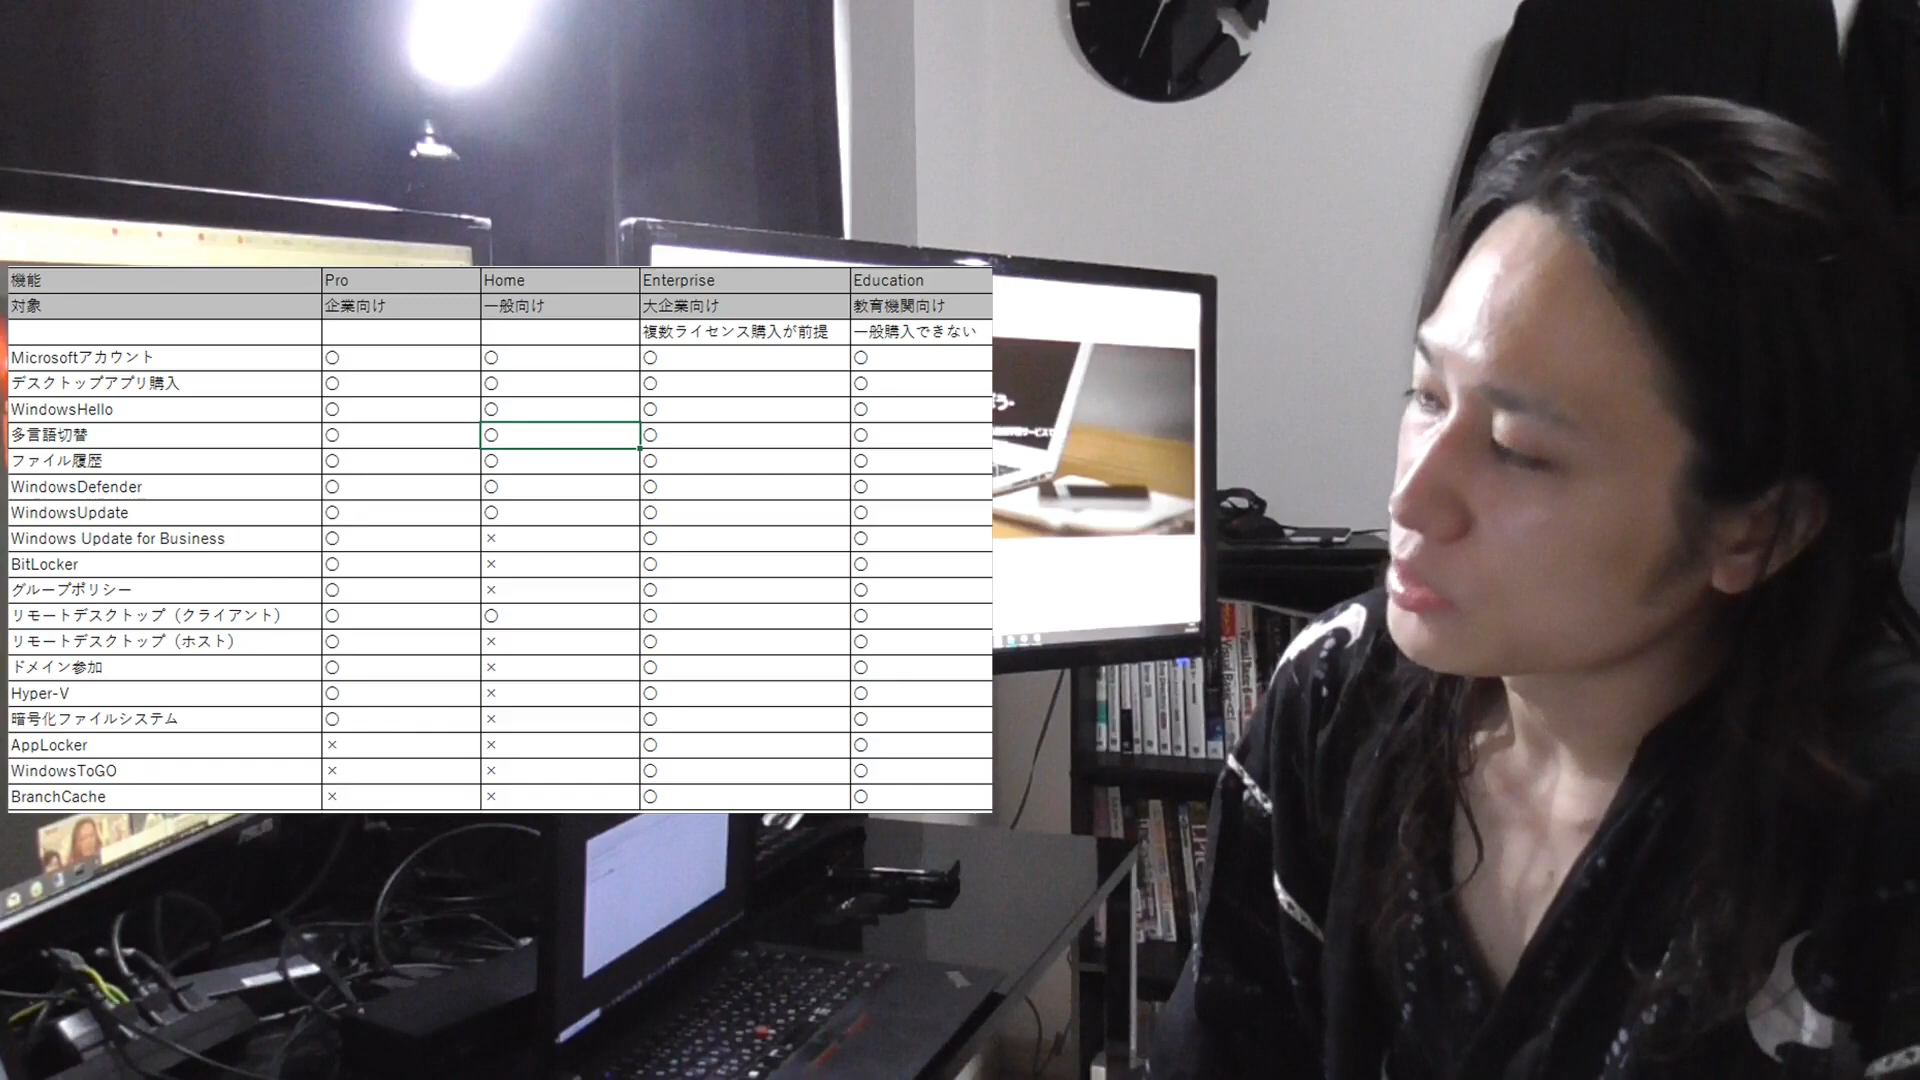 機能 Pro Home Enterprise Education
対象 企業向け 一般向け 大企業向け 教育機関向け
複数ライセンス購入が前提 一般購入できない
Microsoftアカウント 〇 〇 〇 〇
デスクトップアプリ購入 〇 〇 〇 〇
WindowsHello 〇 〇 〇 〇
多言語切替 〇 〇 〇 〇
ファイル履歴 〇 〇 〇 〇
WindowsDefender 〇 〇 〇 〇
WindowsUpdate 〇 〇 〇 〇
Windows Update for Business 〇 × 〇 〇
BitLocker 〇 × 〇 〇
グループポリシー 〇 × 〇 〇
リモートデスクトップ（クライアント） 〇 〇 〇 〇
リモートデスクトップ（ホスト） 〇 × 〇 〇
ドメイン参加 〇 × 〇 〇
Hyper-V 〇 × 〇 〇
暗号化ファイルシステム 〇 × 〇 〇
AppLocker × × 〇 〇
WindowsToGO × × 〇 〇
BranchCache × × 〇 〇